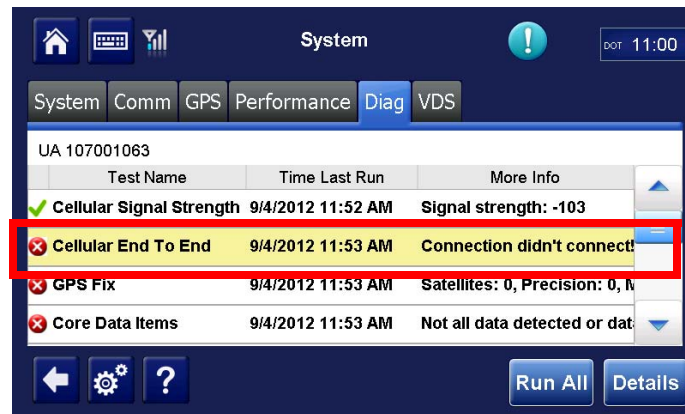 System
DOT 11:00
System Comm GPS Performance Diag VDS
UA 107001063
Test Name Time Last Run More Info
Cellular Signal Strength 9/4/2012 11:52 AM Signal strength: -103
Cellular End To End 9/4/2012 11:53 AM Connection didn't connect!
GPS Fix 9/4/2012 11:53 AM Satellites: 0, Precision: 0, M
Core Data Items 9/4/2012 11:53 AM Not all data detected or dat
? Run All Details